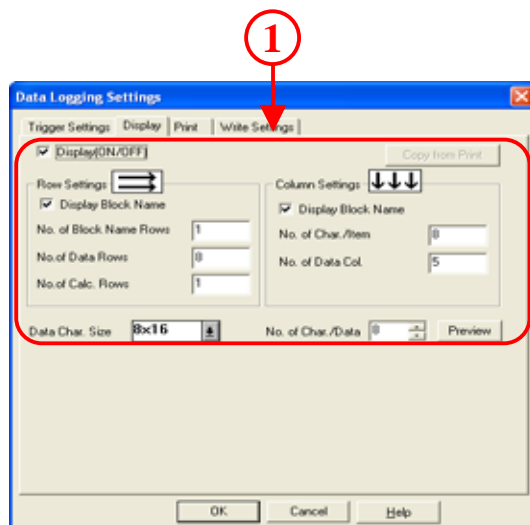 1
Data Logging Settings
Trigger Settings Display Print Write Settings
Display(ON/OFF) Copy from Print
Row Settings Column Settings
Display Block Name Display Block Name
No. of Block Name Rows 1 No. of Char./Item 8
No.of Data Rows 8 No. of Data Col. 5
No.of Calc. Rows 1
Data Char. Size 8x16 No. of Char./Data 8 Preview
OK Cancel Help